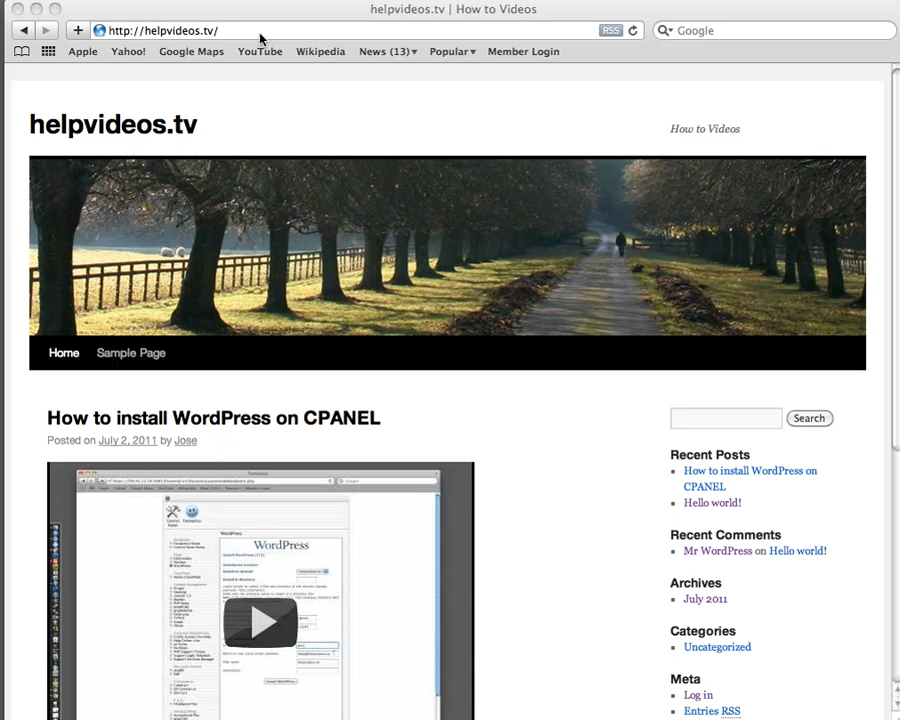 helpvideos.tv | How to Videos
http://helpvideos.tv/
RSS
Google
Apple Yahoo! Google Maps YouTube Wikipedia News (13)▾ Popular▾ Member Login
helpvideos.tv
How to Videos
Home Sample Page
How to install WordPress on CPANEL
Posted on July 2, 2011 by Jose
WordPress
Search
Recent Posts
How to install WordPress on
CPANEL
Hello world!
Recent Comments
Mr WordPress on Hello world!
Archives
July 2011
Categories
Uncategorized
Meta
Log in
Entries RSS